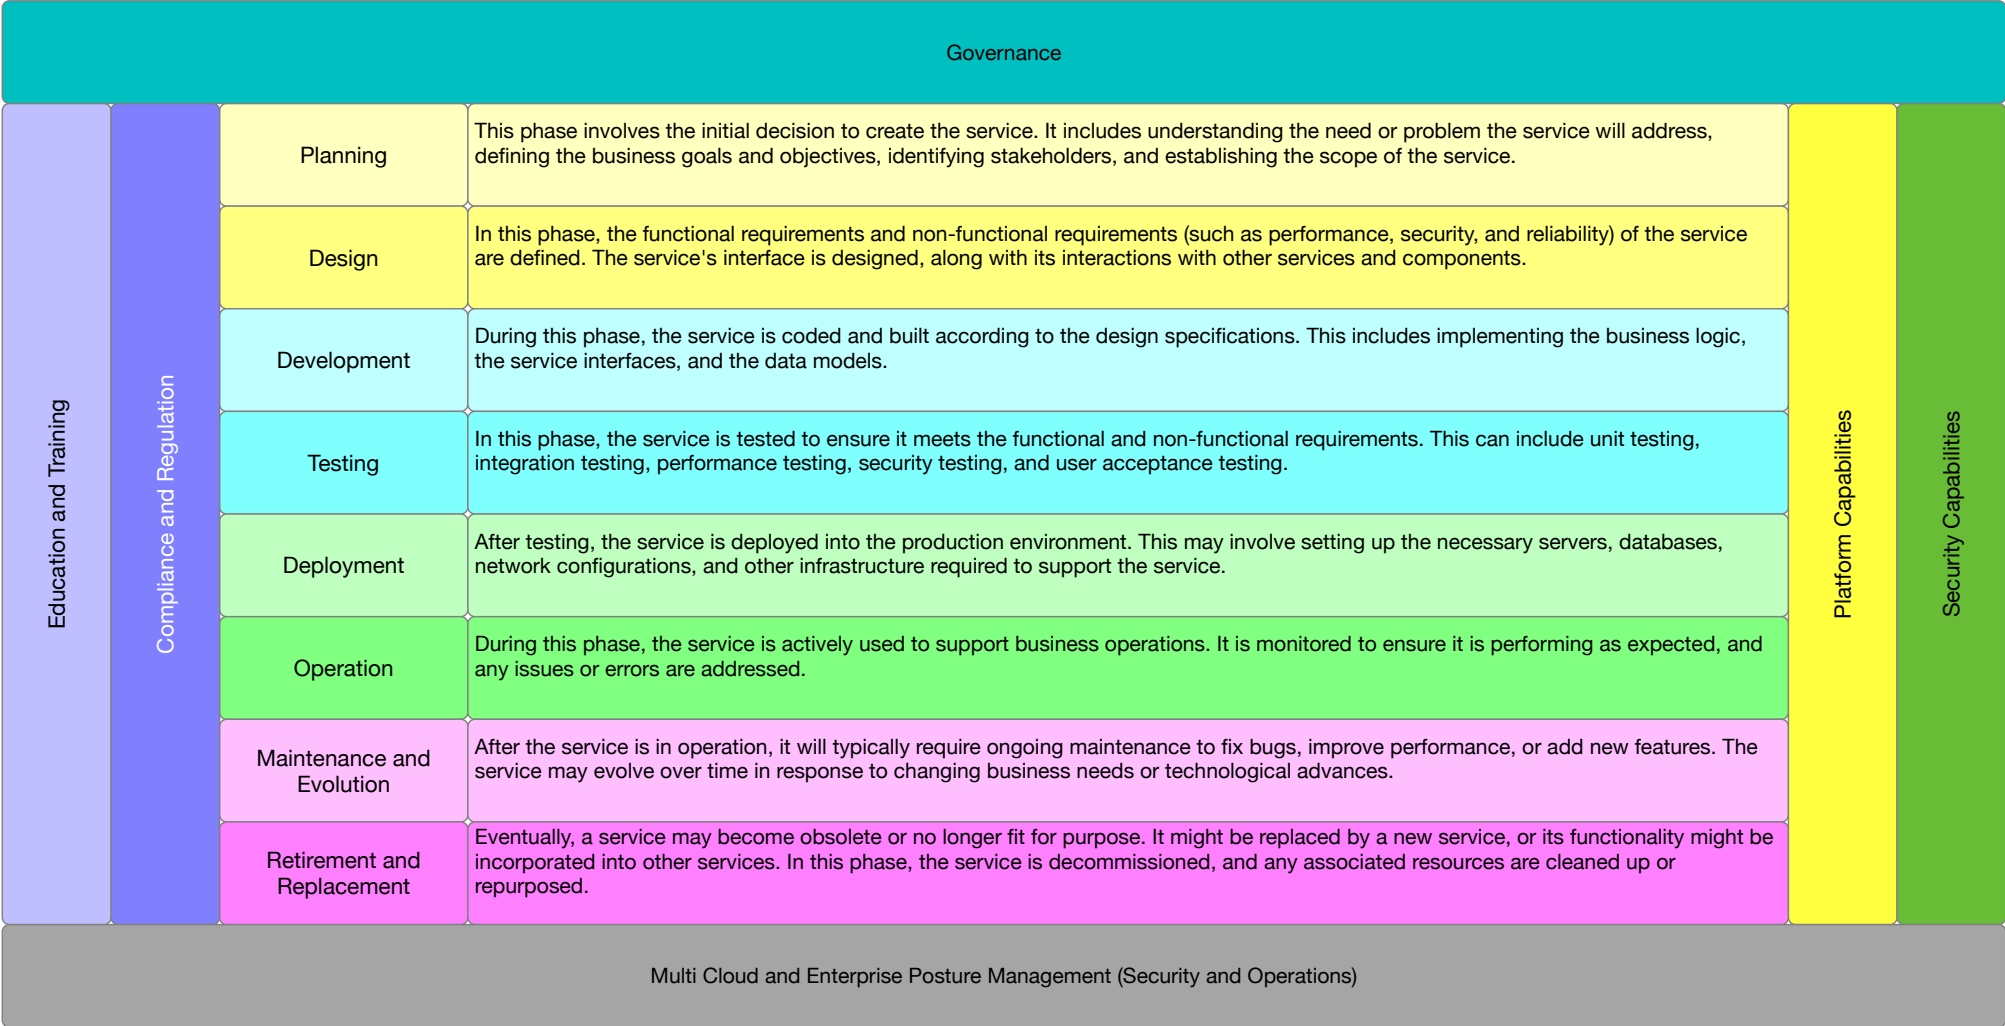 Governance
Education and Training
Compliance and Regulation
Planning
This phase involves the initial decision to create the service. It includes understanding the need or problem the service will address,
defining the business goals and objectives, identifying stakeholders, and establishing the scope of the service.
Design
In this phase, the functional requirements and non-functional requirements (such as performance, security, and reliability) of the service
are defined. The service's interface is designed, along with its interactions with other services and components.
Development
During this phase, the service is coded and built according to the design specifications. This includes implementing the business logic,
the service interfaces, and the data models.
Testing
In this phase, the service is tested to ensure it meets the functional and non-functional requirements. This can include unit testing,
integration testing, performance testing, security testing, and user acceptance testing.
Deployment
After testing, the service is deployed into the production environment. This may involve setting up the necessary servers, databases,
network configurations, and other infrastructure required to support the service.
Operation
During this phase, the service is actively used to support business operations. It is monitored to ensure it is performing as expected, and
any issues or errors are addressed.
Maintenance and
Evolution
After the service is in operation, it will typically require ongoing maintenance to fix bugs, improve performance, or add new features. The
service may evolve over time in response to changing business needs or technological advances.
Retirement and
Replacement
Eventually, a service may become obsolete or no longer fit for purpose. It might be replaced by a new service, or its functionality might be
incorporated into other services. In this phase, the service is decommissioned, and any associated resources are cleaned up or
repurposed.
Platform Capabilities
Security Capabilities
Multi Cloud and Enterprise Posture Management (Security and Operations)